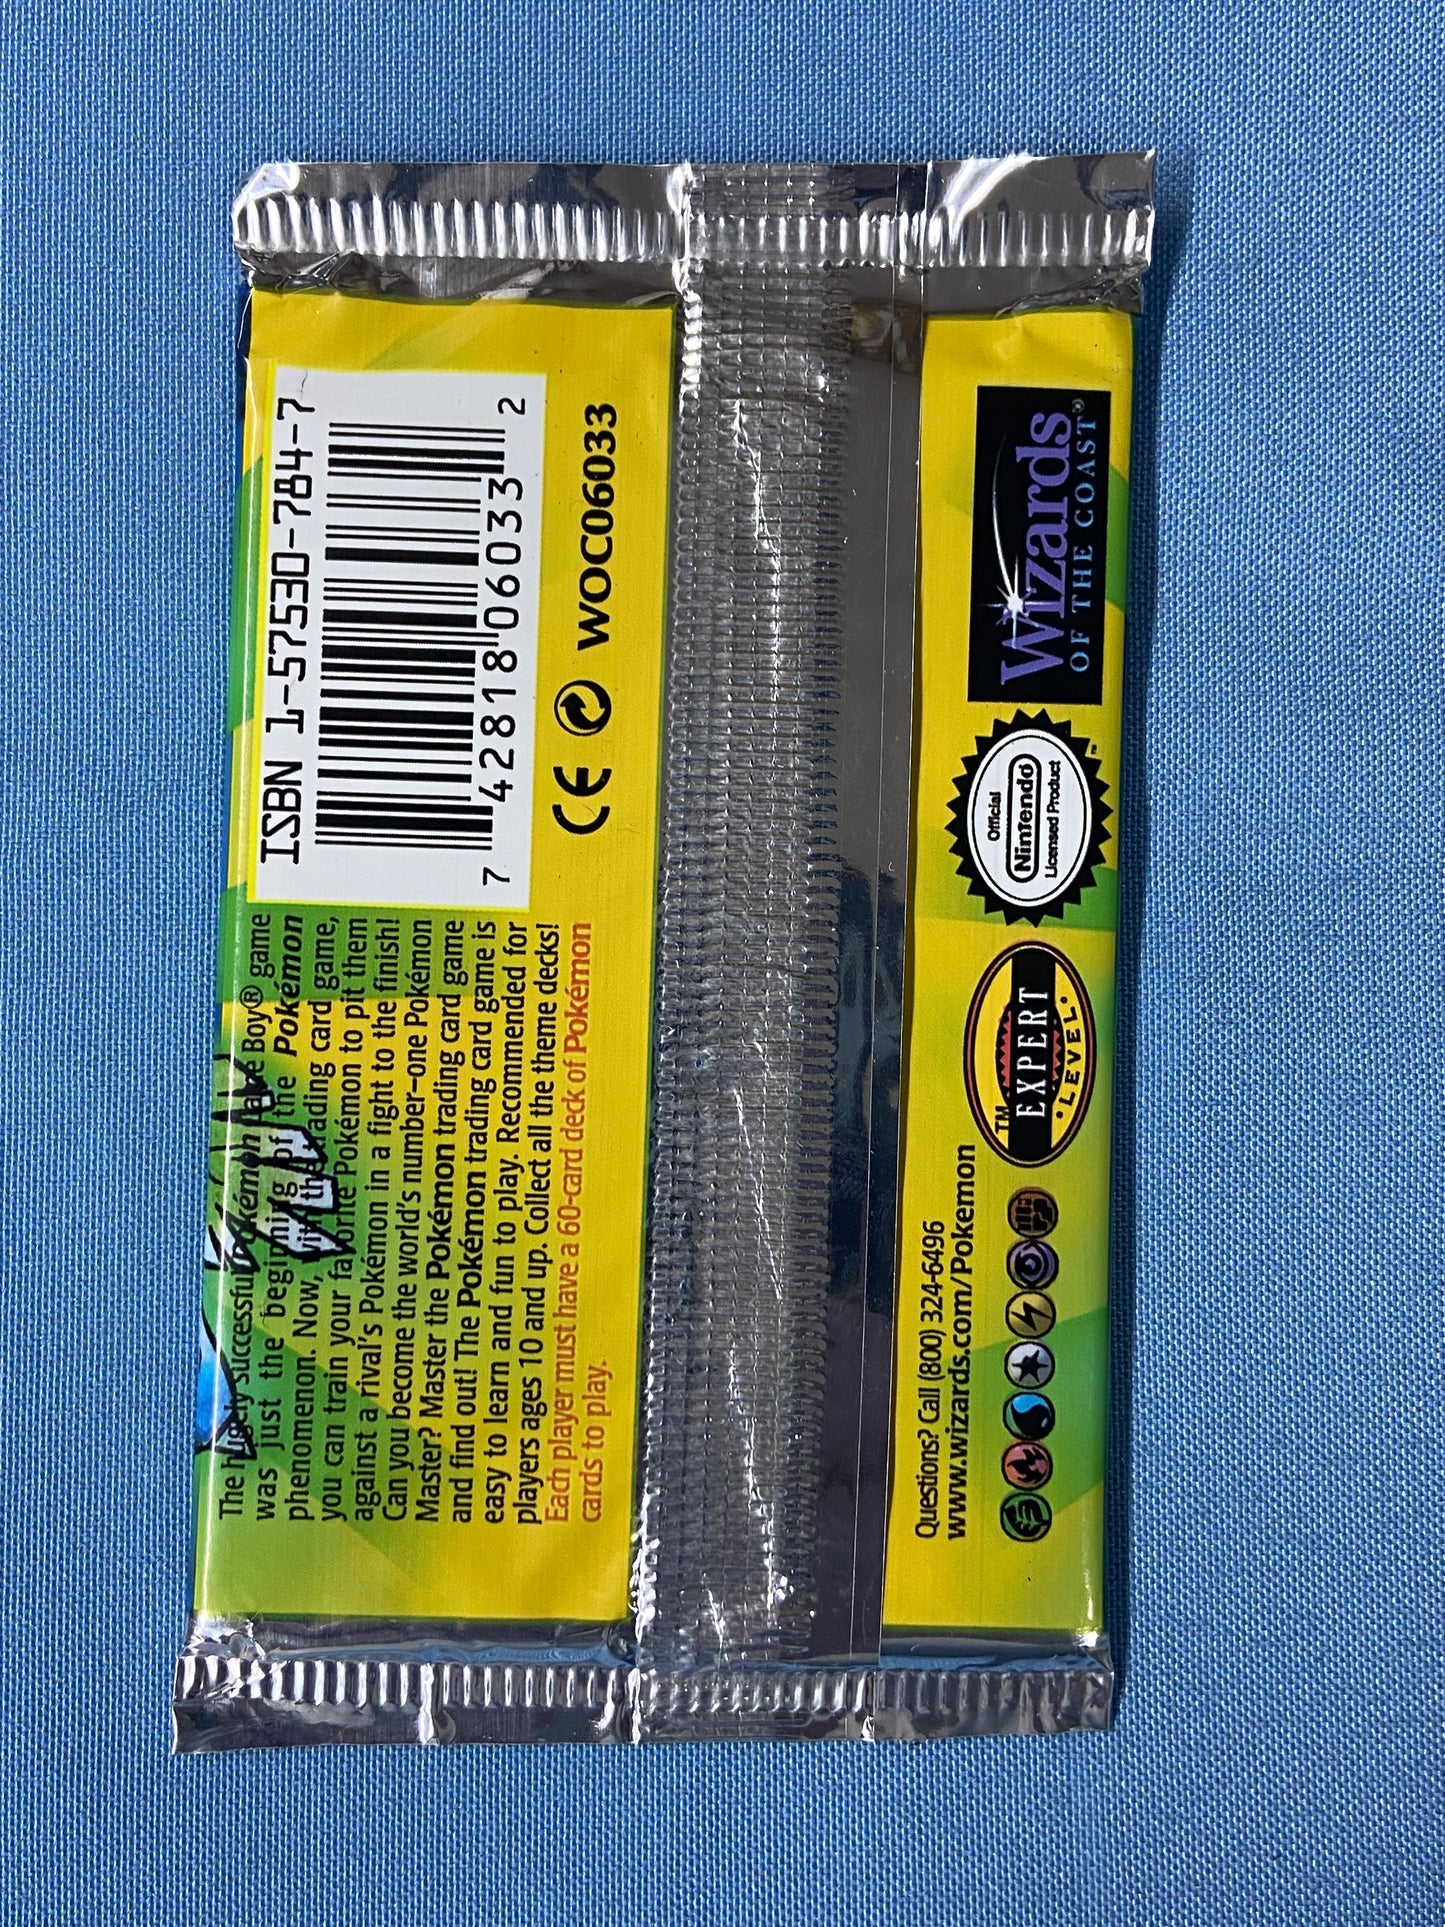 The hugely successful Pokémon Game Boy® game
was just the beginning of the Pokémon
phenomenon. Now, with the trading card game,
you can train your favorite Pokémon to pit them
against a rival's Pokémon in a fight to the finish!
Can you become the world's number–one Pokémon
Master? Master the Pokémon trading card game
and find out! The Pokémon trading card game is
easy to learn and fun to play. Recommended for
players ages 10 and up. Collect all the theme decks!
Each player must have a 60-card deck of Pokémon
cards to play.
ISBN 1-57530-784-7
7 42818 06033 2
CE WOC06033
Questions? Call (800) 324-6496
www.wizards.com/Pokemon
TM
EXPERT
• LEVEL •
Official
Nintendo
Licensed Product
™
Wizards
OF THE COAST®